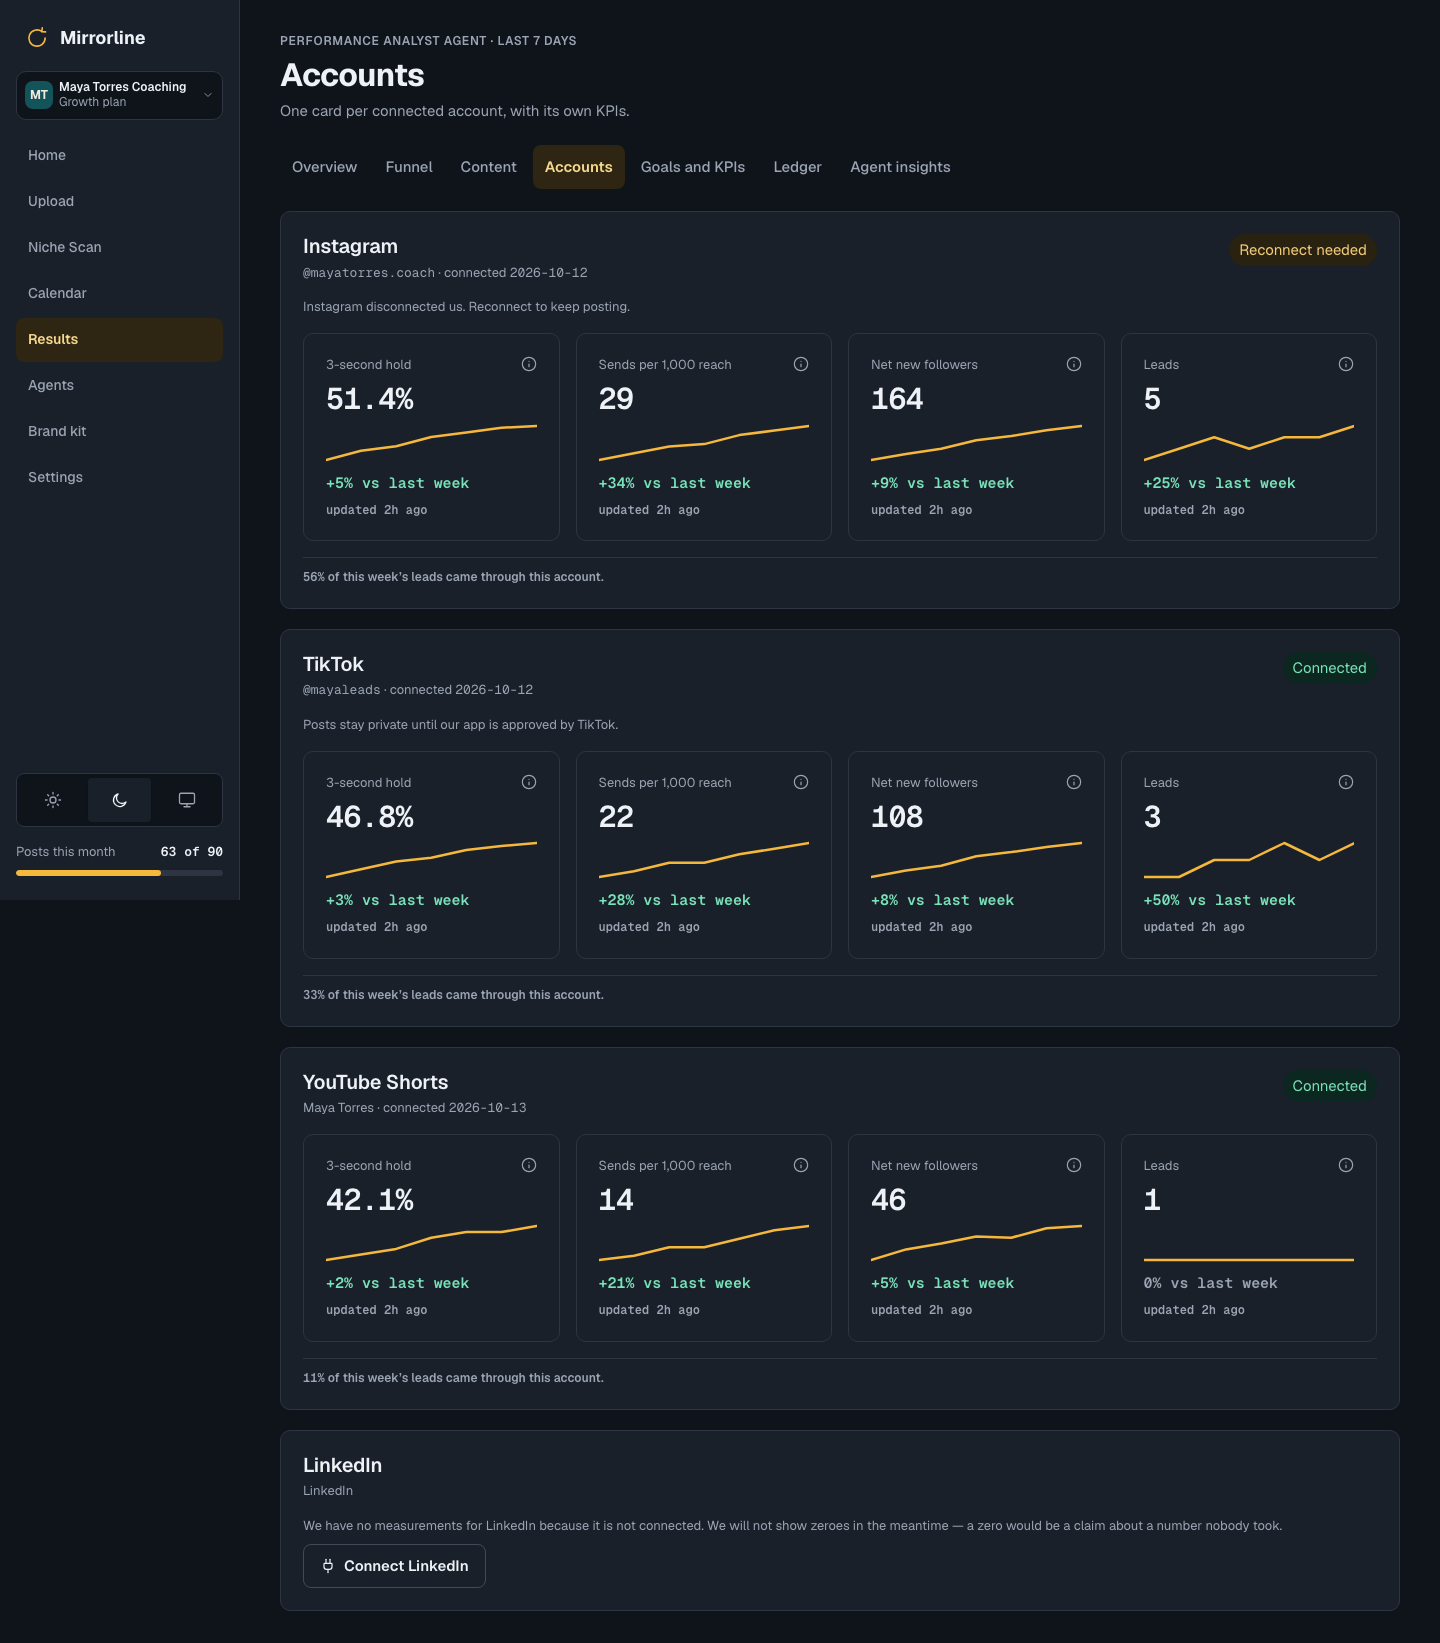 Mirrorline
MT
Maya Torres Coaching
Growth plan
Home
Upload
Niche Scan
Calendar
Results
Agents
Brand kit
Settings
Posts this month 63 of 90
PERFORMANCE ANALYST AGENT · LAST 7 DAYS
Accounts
One card per connected account, with its own KPIs.
Overview Funnel Content Accounts Goals and KPIs Ledger Agent insights
Instagram
Reconnect needed
@mayatorres.coach · connected 2026-10-12
Instagram disconnected us. Reconnect to keep posting.
3-second hold
51.4%
+5% vs last week
updated 2h ago
Sends per 1,000 reach
29
+34% vs last week
updated 2h ago
Net new followers
164
+9% vs last week
updated 2h ago
Leads
5
+25% vs last week
updated 2h ago
56% of this week's leads came through this account.
TikTok
Connected
@mayaleads · connected 2026-10-12
Posts stay private until our app is approved by TikTok.
3-second hold
46.8%
+3% vs last week
updated 2h ago
Sends per 1,000 reach
22
+28% vs last week
updated 2h ago
Net new followers
108
+8% vs last week
updated 2h ago
Leads
3
+50% vs last week
updated 2h ago
33% of this week's leads came through this account.
YouTube Shorts
Connected
Maya Torres · connected 2026-10-13
3-second hold
42.1%
+2% vs last week
updated 2h ago
Sends per 1,000 reach
14
+21% vs last week
updated 2h ago
Net new followers
46
+5% vs last week
updated 2h ago
Leads
1
0% vs last week
updated 2h ago
11% of this week's leads came through this account.
LinkedIn
LinkedIn
We have no measurements for LinkedIn because it is not connected. We will not show zeroes in the meantime — a zero would be a claim about a number nobody took.
Connect LinkedIn